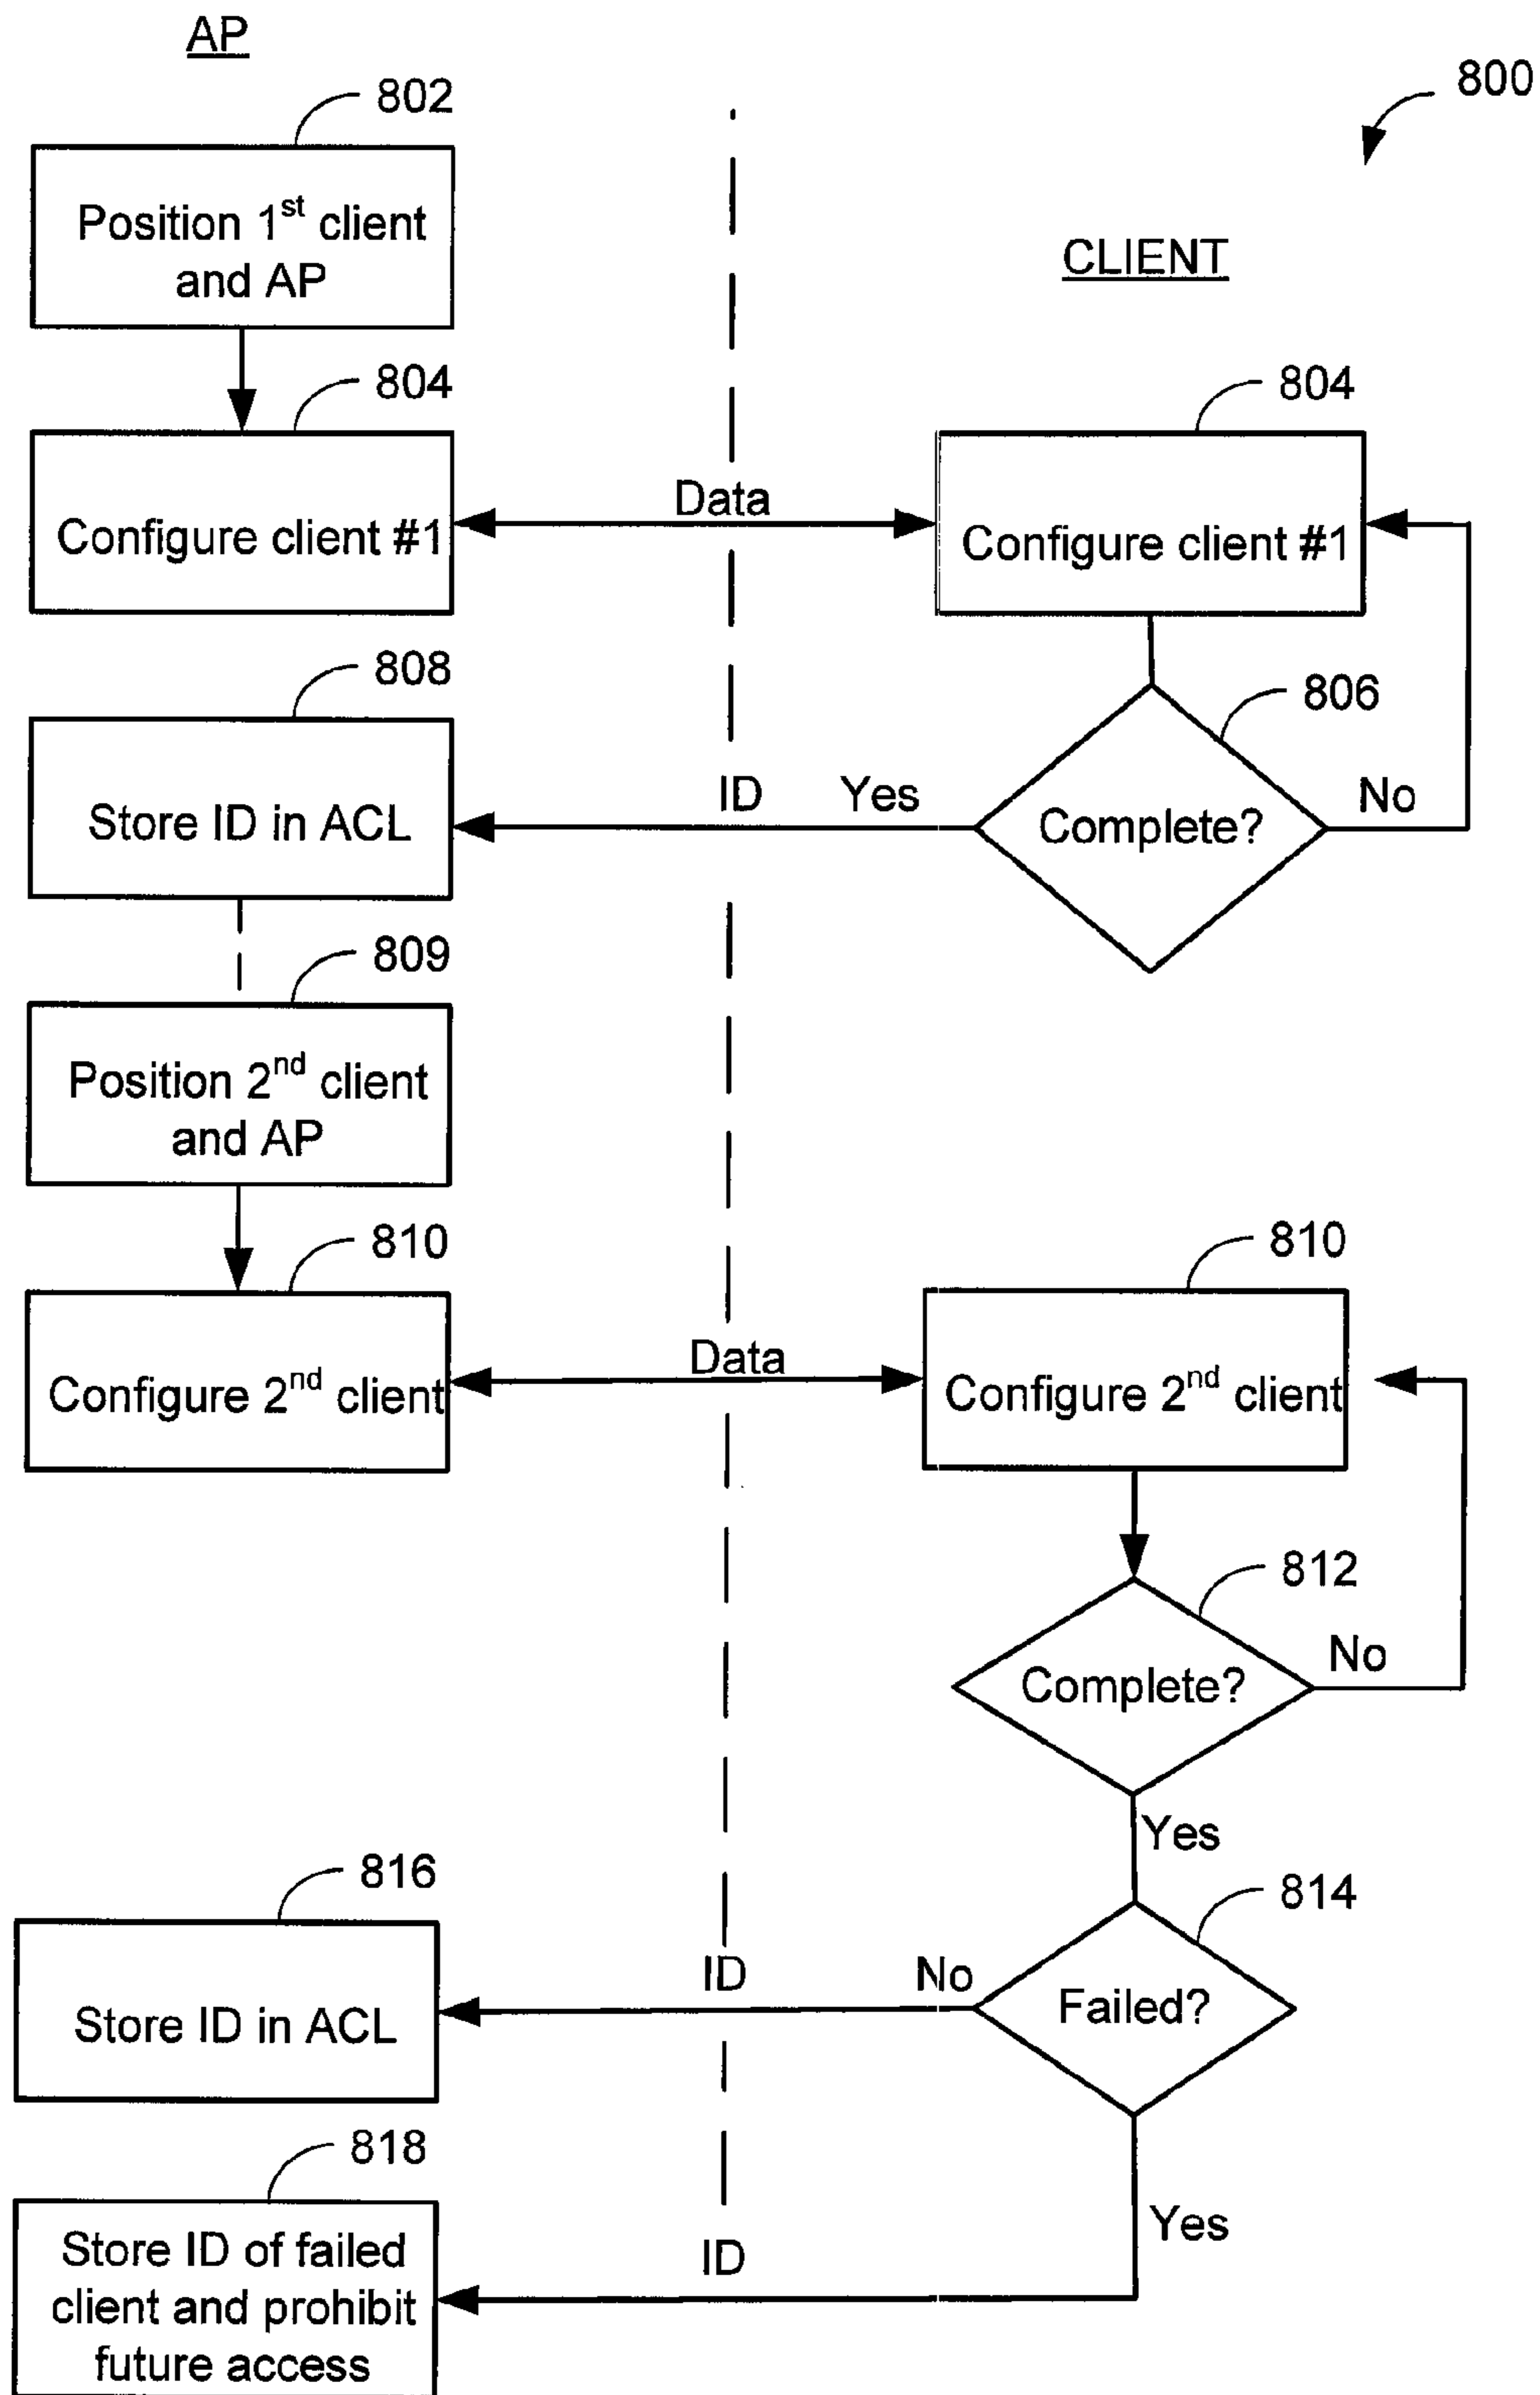 AP
800
802
Position 1st client
and AP
CLIENT
804
Configure client #1
Data
804
Configure client #1
808
Store ID in ACL
ID
Yes
806
Complete?
No
809
Position 2nd client
and AP
810
Configure 2nd client
Data
810
Configure 2nd client
812
Complete?
No
Yes
816
Store ID in ACL
ID
No
814
Failed?
818
Store ID of failed
client and prohibit
future access
ID
Yes